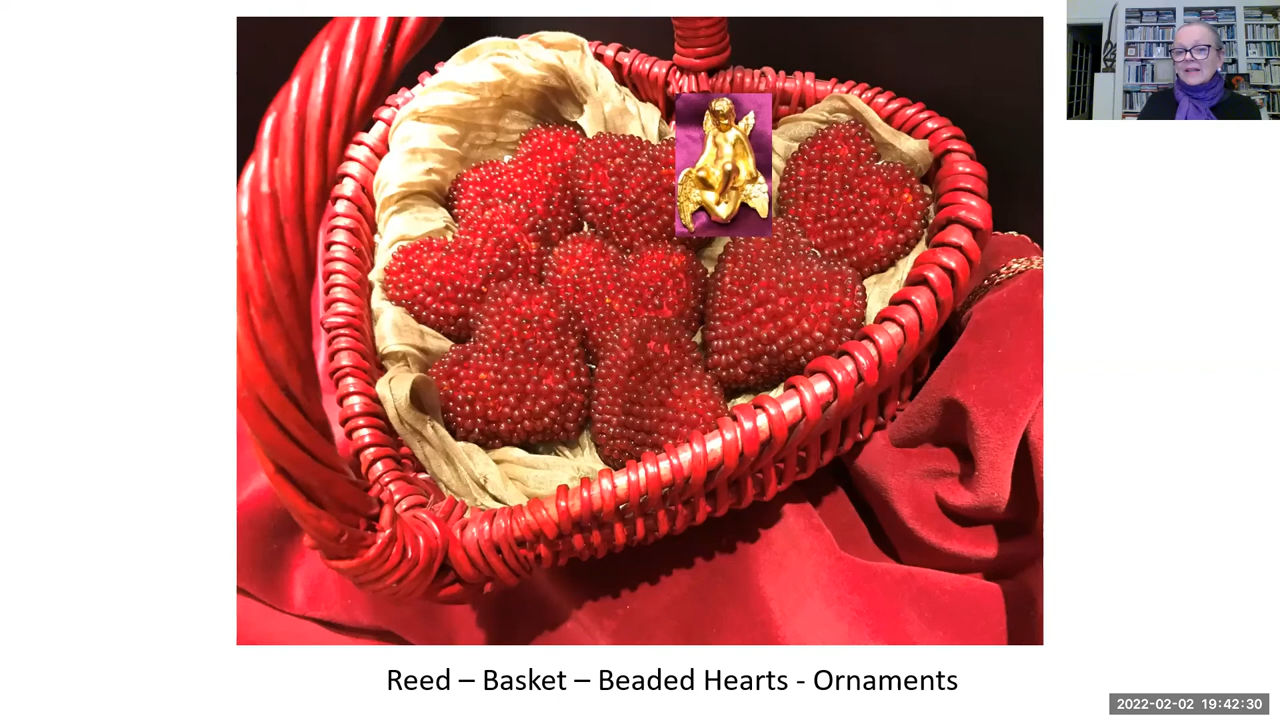 Reed – Basket – Beaded Hearts - Ornaments
2022-02-02 19:42:30